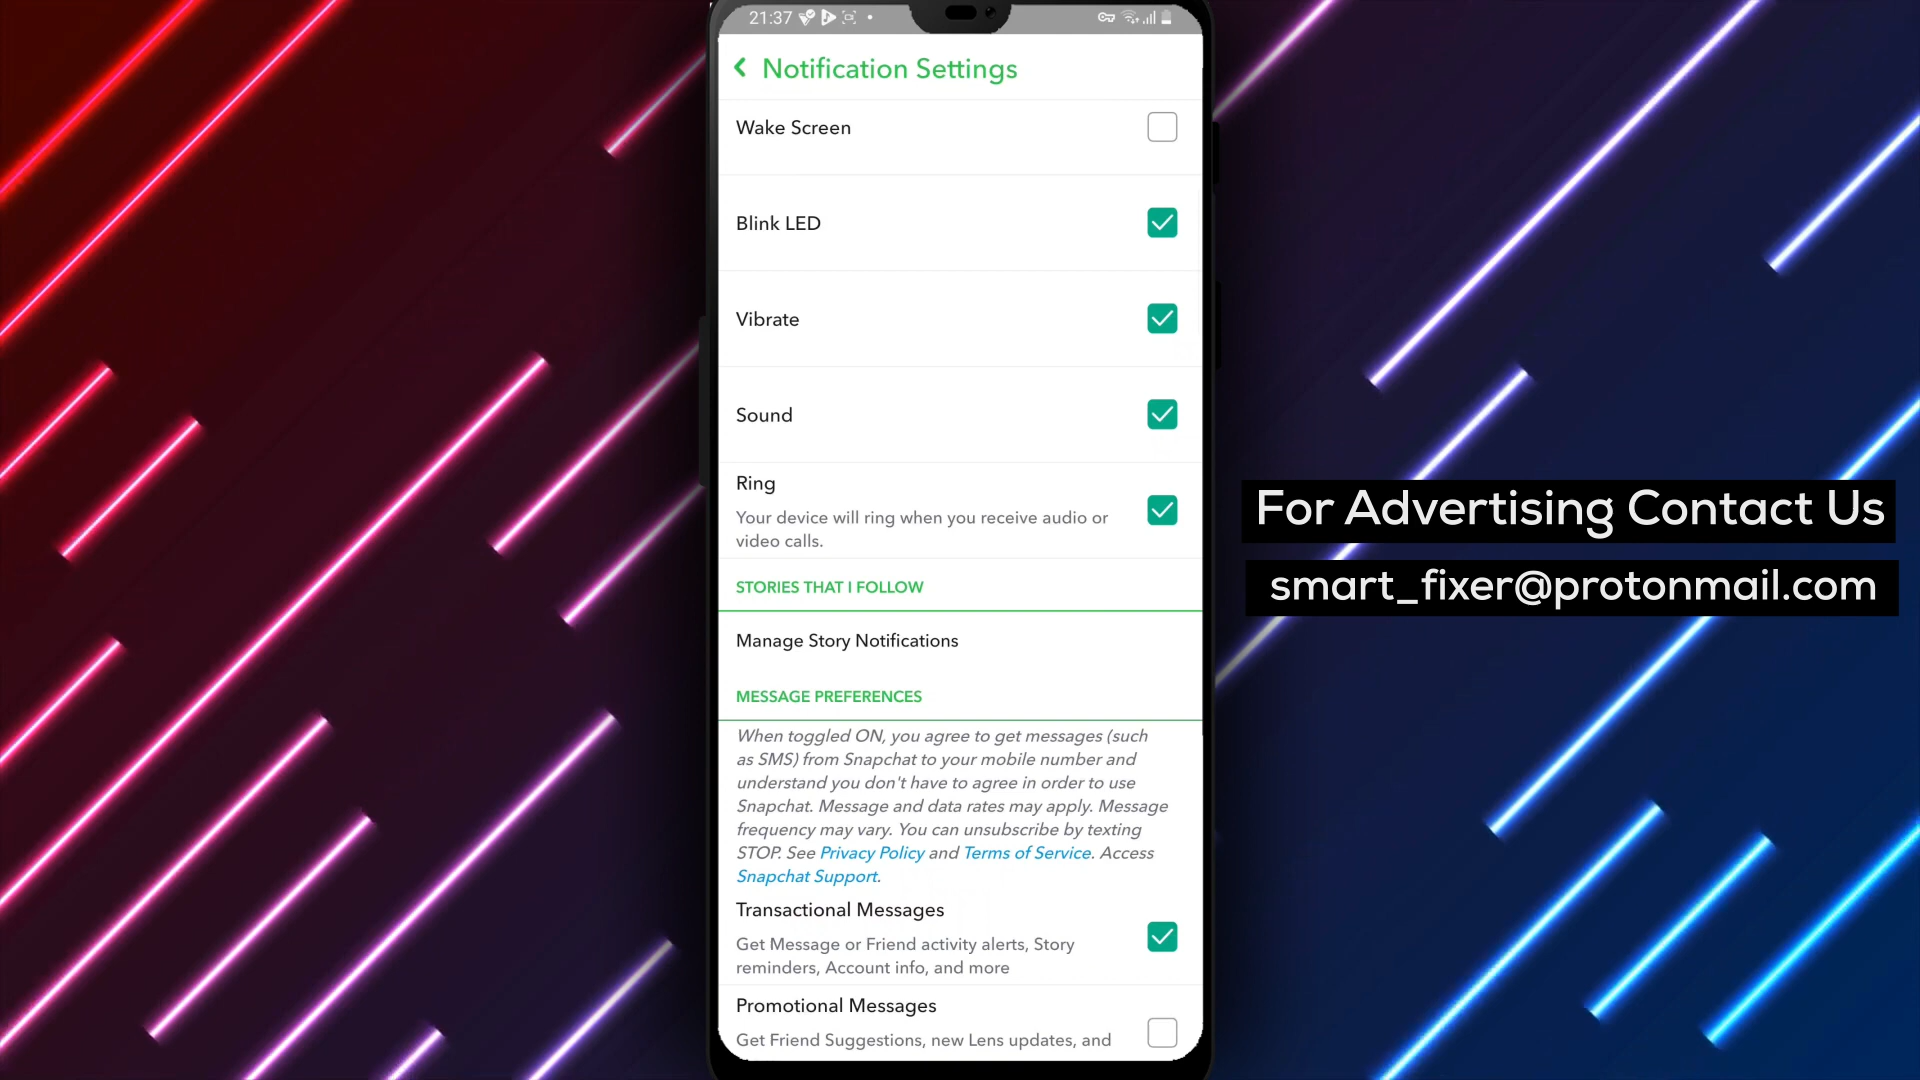 21:37
Notification Settings
Wake Screen
Blink LED
Vibrate
Sound
Ring
Your device will ring when you receive audio or
video calls.
STORIES THAT I FOLLOW
Manage Story Notifications
MESSAGE PREFERENCES
When toggled ON, you agree to get messages (such
as SMS) from Snapchat to your mobile number and
understand you don't have to agree in order to use
Snapchat. Message and data rates may apply. Message
frequency may vary. You can unsubscribe by texting
STOP. See Privacy Policy and Terms of Service. Access
Snapchat Support.
Transactional Messages
Get Message or Friend activity alerts, Story
reminders, Account info, and more
Promotional Messages
Get Friend Suggestions, new Lens updates, and
For Advertising Contact Us
smart_fixer@protonmail.com